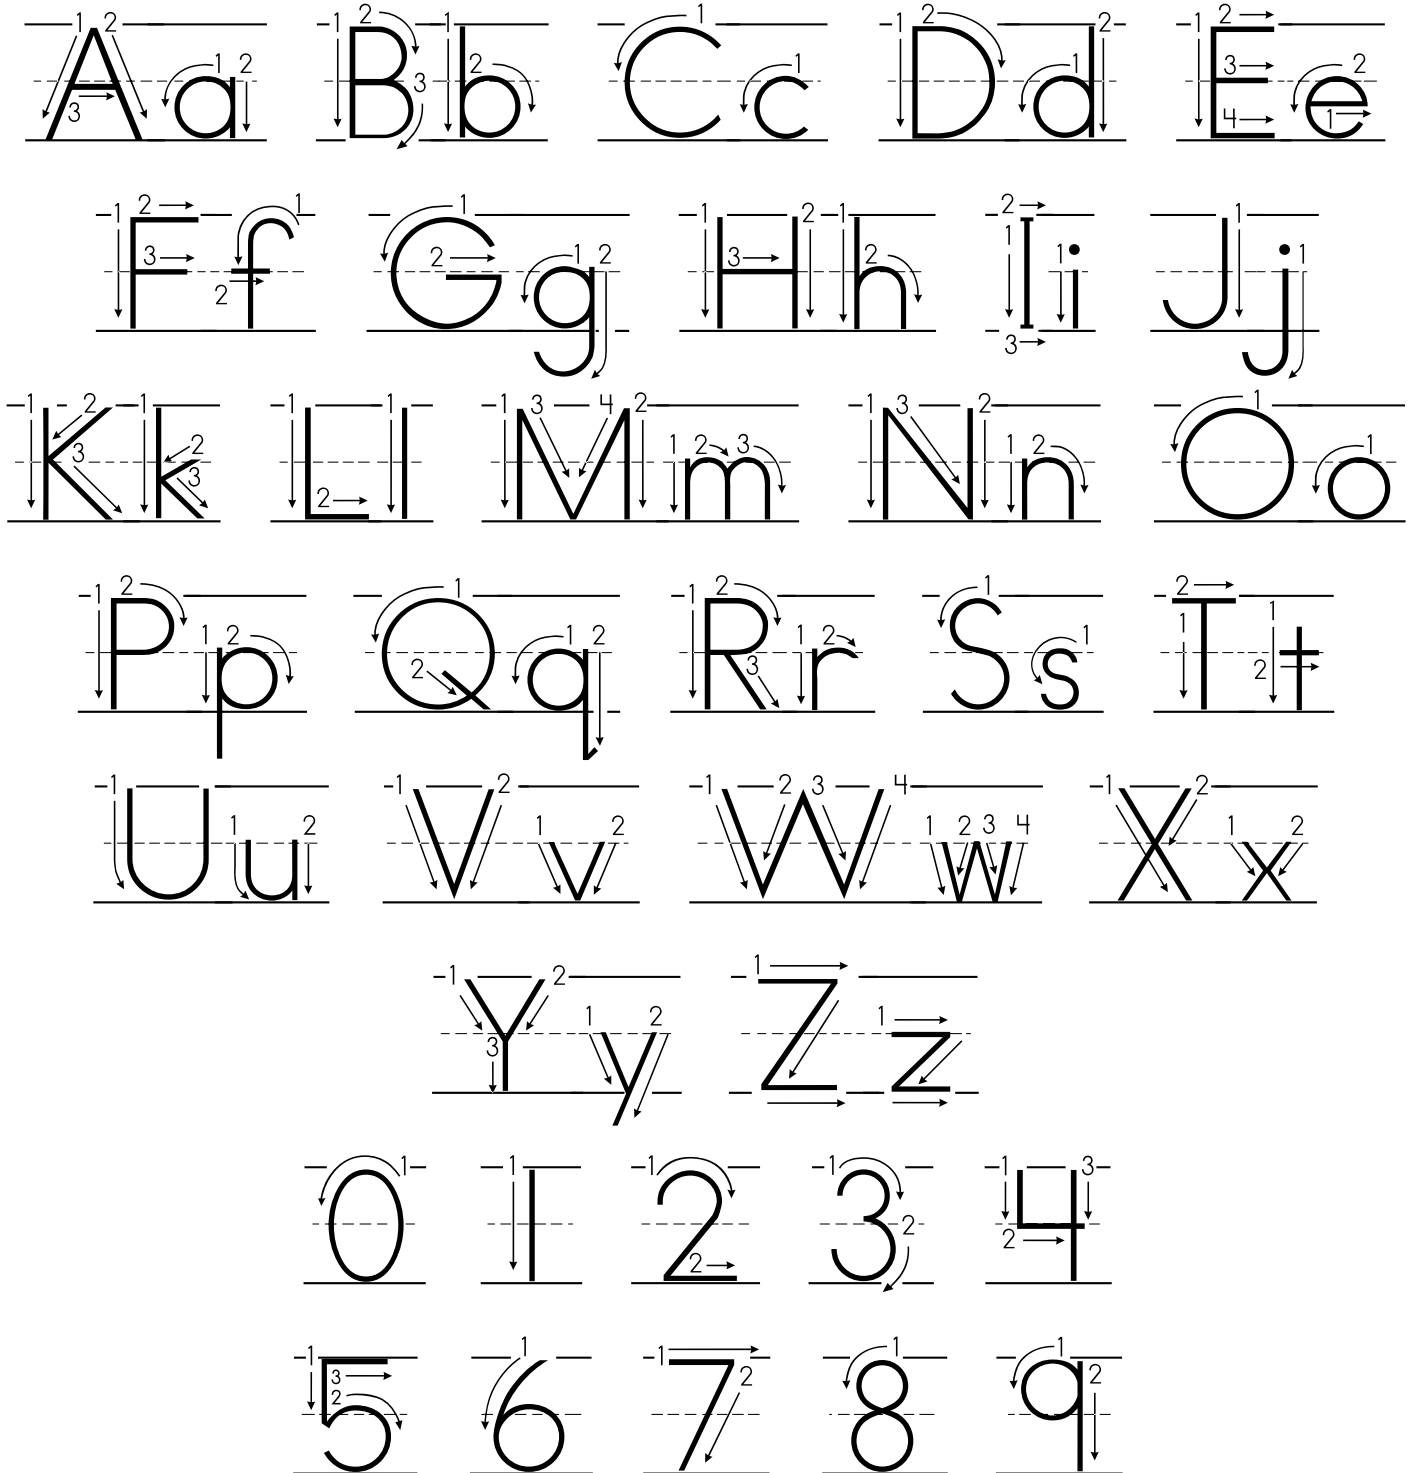 Aa Bb Cc Dd Ee
Ff Gg Hh Ii Jj
Kk Ll Mm Nn Oo
Pp Qq Rr Ss Tt
Uu Vv Ww Xx
Yy Zz
0 1 2 3 4
5 6 7 8 9